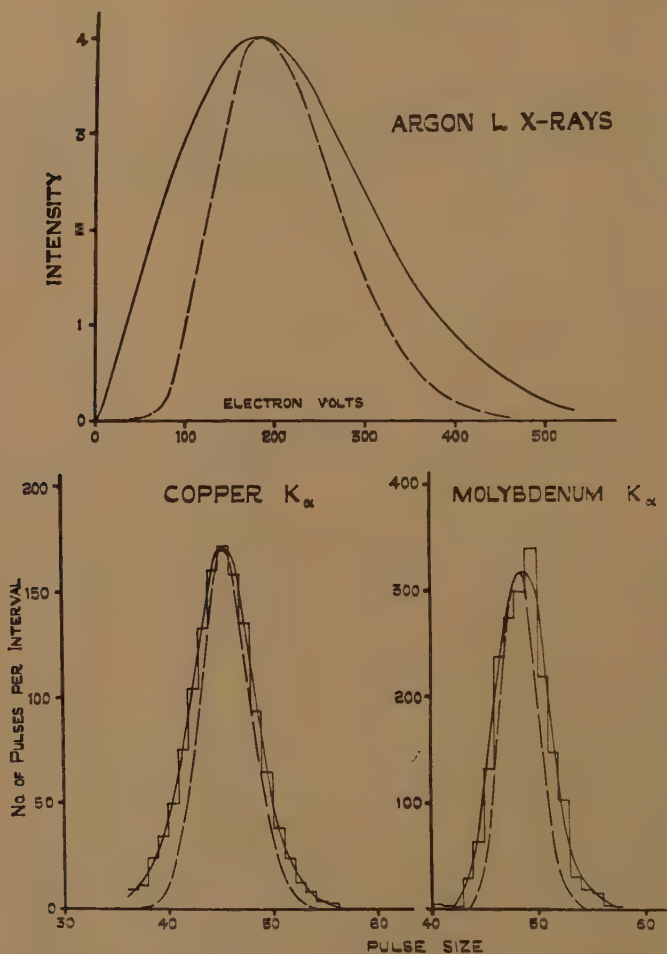 4
ARGON L X-RAYS
3
INTENSITY
1
0
ELECTRON VOLTS
0 100 200 300 400 500
200 COPPER Kα
150
100
50
0
No. OF PULSES PER INTERVAL
30 40 50 60
400 MOLYBDENUM Kα
300
200
100
40 50 60
PULSE SIZE